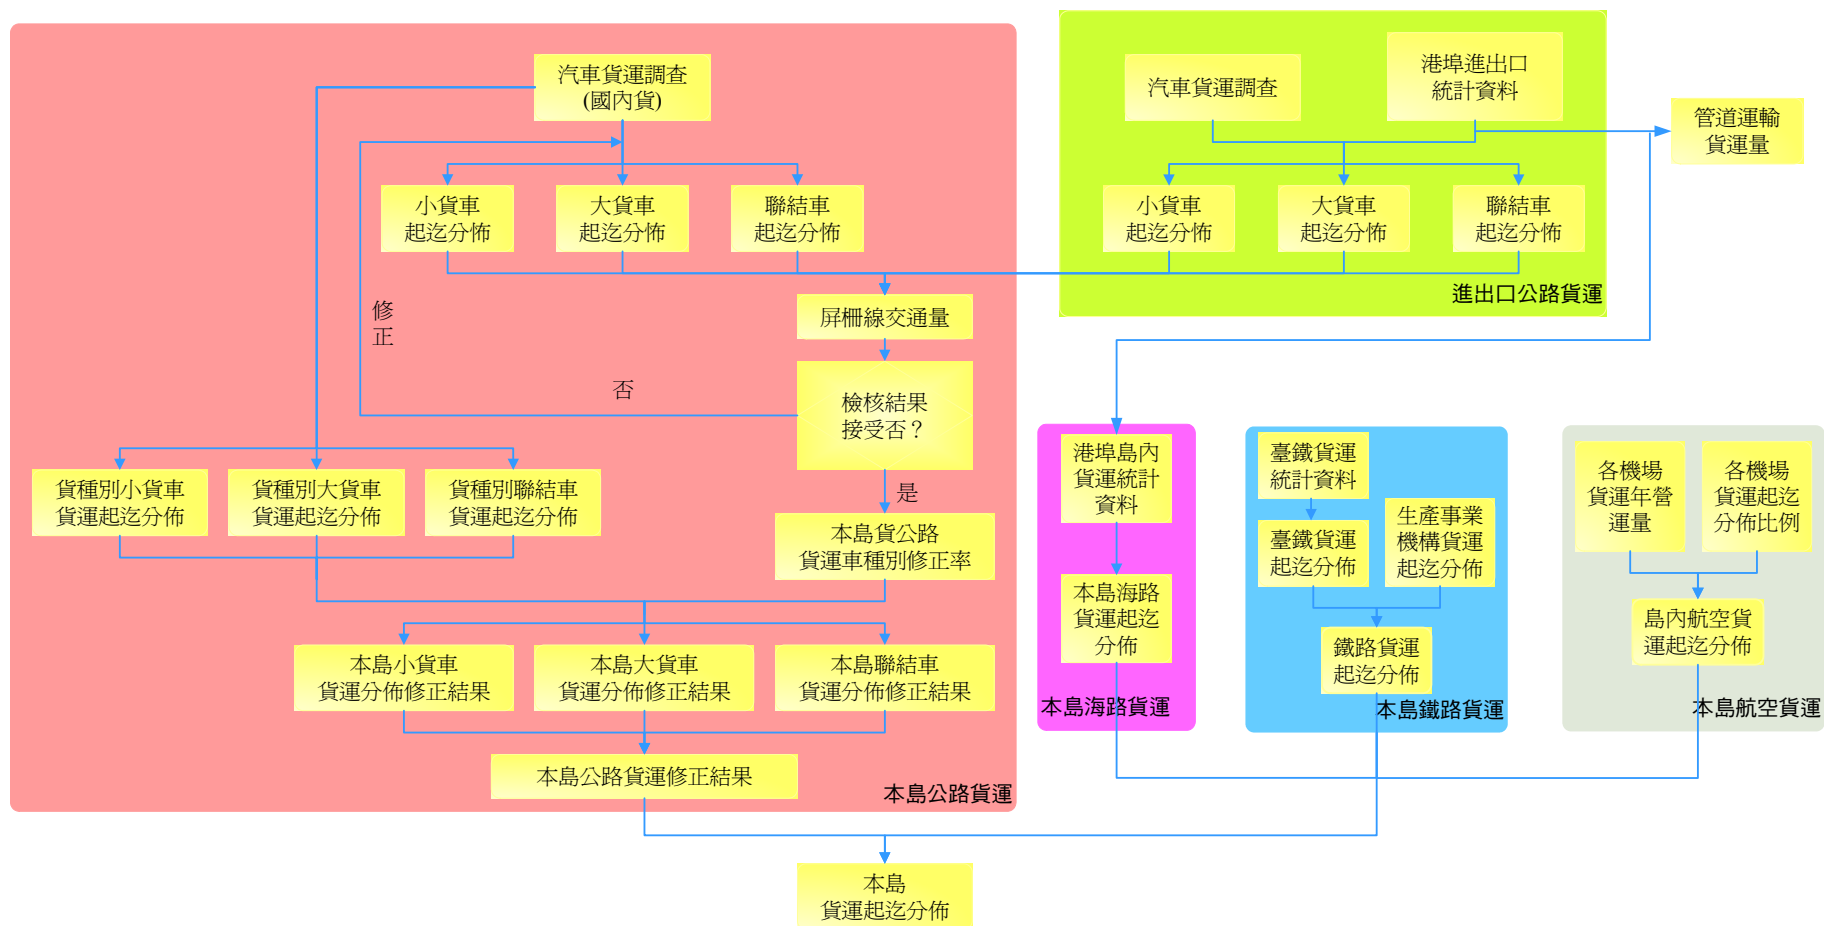 汽車貨運調查
(國內貨)
小貨車
起迄分佈
大貨車
起迄分佈
聯結車
起迄分佈
修
正
屏柵線交通量
否
檢核結果
接受否？
是
貨種別小貨車
貨運起迄分佈
貨種別大貨車
貨運起迄分佈
貨種別聯結車
貨運起迄分佈
本島貨公路
貨運車種別修正率
本島小貨車
貨運分佈修正結果
本島大貨車
貨運分佈修正結果
本島聯結車
貨運分佈修正結果
本島公路貨運修正結果
本島公路貨運
汽車貨運調查
港埠進出口
統計資料
管道運輸
貨運量
小貨車
起迄分佈
大貨車
起迄分佈
聯結車
起迄分佈
進出口公路貨運
港埠島內
貨運統計
資料
本島海路
貨運起迄
分佈
本島海路貨運
臺鐵貨運
統計資料
臺鐵貨運
起迄分佈
生產事業
機構貨運
起迄分佈
鐵路貨運
起迄分佈
本島鐵路貨運
各機場
貨運年營
運量
各機場
貨運起迄
分佈比例
島內航空貨
運起迄分佈
本島航空貨運
本島
貨運起迄分佈